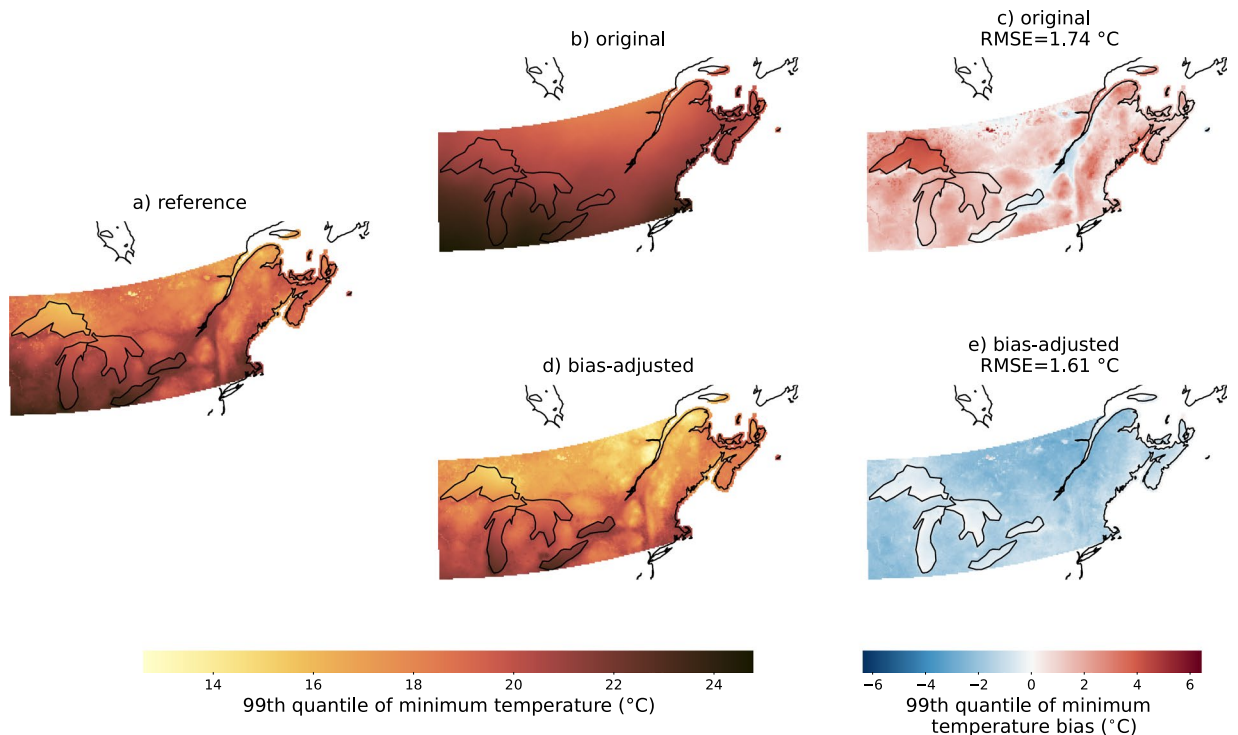 a) reference
b) original
c) original
RMSE=1.74 °C
d) bias-adjusted
e) bias-adjusted
RMSE=1.61 °C
14 16 18 20 22 24
99th quantile of minimum temperature (°C)
−6 −4 −2 0 2 4 6
99th quantile of minimum
temperature bias (°C)